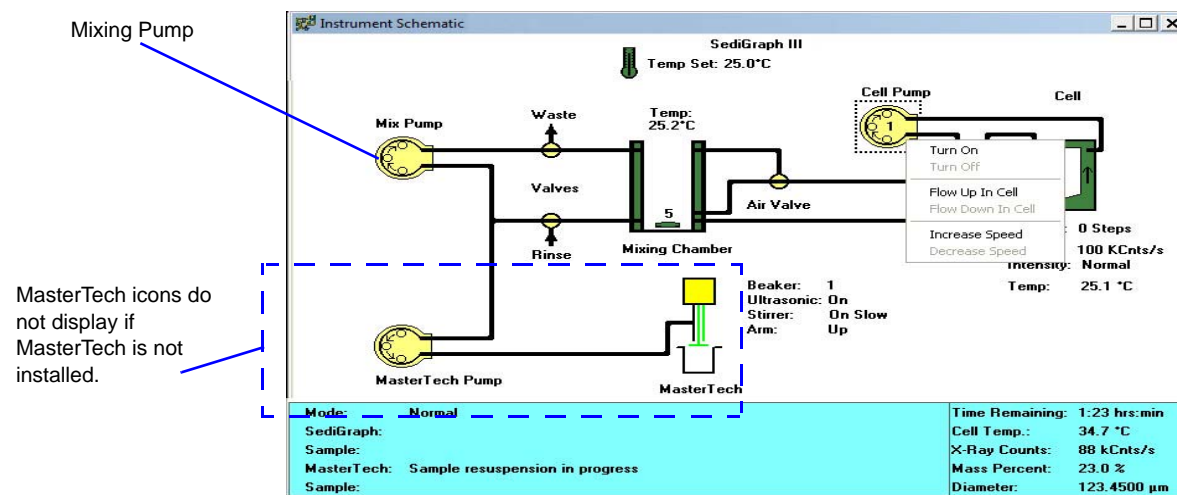 Mixing Pump
Instrument Schematic
SediGraph III
Temp Set: 25.0°C
Cell Pump
Cell
Waste
Temp:
25.2°C
Mix Pump
1
Turn On
Turn Off
Valves
Flow Up In Cell
Flow Down In Cell
Air Valve
5
Increase Speed
0 Steps
Decrease Speed
100 KCnts/s
Rinse
Mixing Chamber
Intensity: Normal
Temp: 25.1 °C
MasterTech icons do
not display if
MasterTech is not
installed.
Beaker: 1
Ultrasonic: On
Stirrer: On Slow
Arm: Up
MasterTech Pump
MasterTech
Mode: Normal
SediGraph:
Sample:
MasterTech: Sample resuspension in progress
Sample:
Time Remaining: 1:23 hrs:min
Cell Temp.: 34.7 °C
X-Ray Counts: 88 kCnts/s
Mass Percent: 23.0 %
Diameter: 123.4500 µm